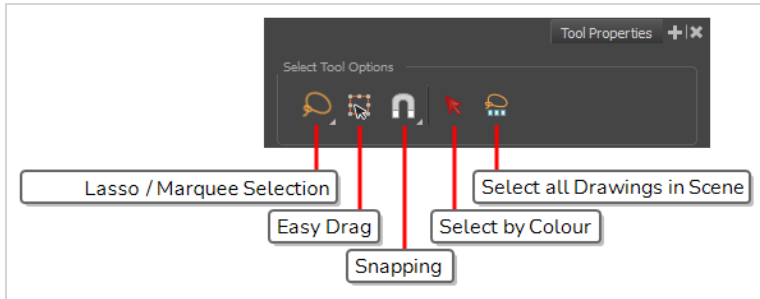 Tool Properties
Select Tool Options
Lasso / Marquee Selection
Select all Drawings in Scene
Easy Drag
Select by Colour
Snapping